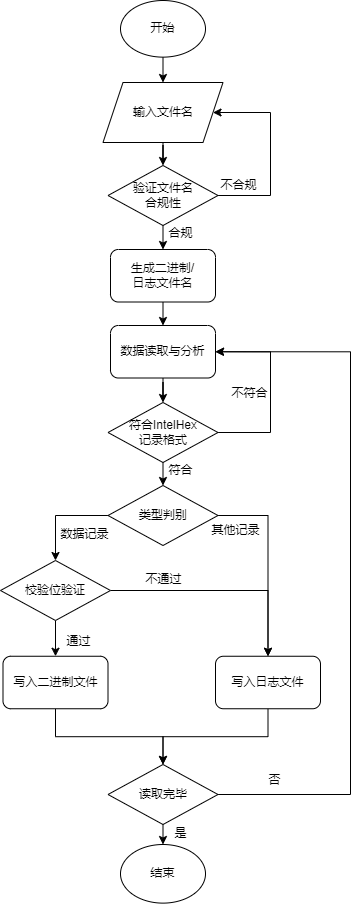 开始
输入文件名
验证文件名
合规性
不合规
合规
生成二进制/
日志文件名
数据读取与分析
不符合
符合IntelHex
记录格式
符合
类型判别
数据记录
其他记录
校验位验证
不通过
通过
写入二进制文件
写入日志文件
读取完毕
否
是
结束